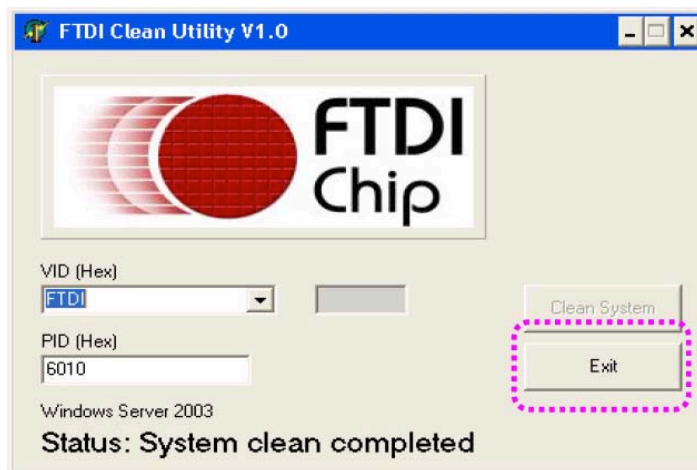 FTDI Clean Utility V1.0
FTDI
Chip
VID (Hex)
FTDI
Clean System
PID (Hex)
6010
Exit
Windows Server 2003
Status: System clean completed